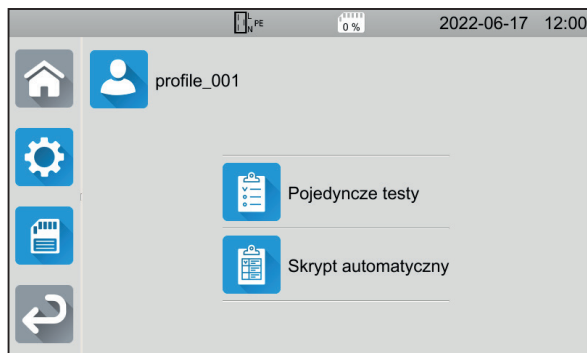 L
N PE
0 %
2022-06-17 12:00
profile_001
Pojedyncze testy
Skrypt automatyczny